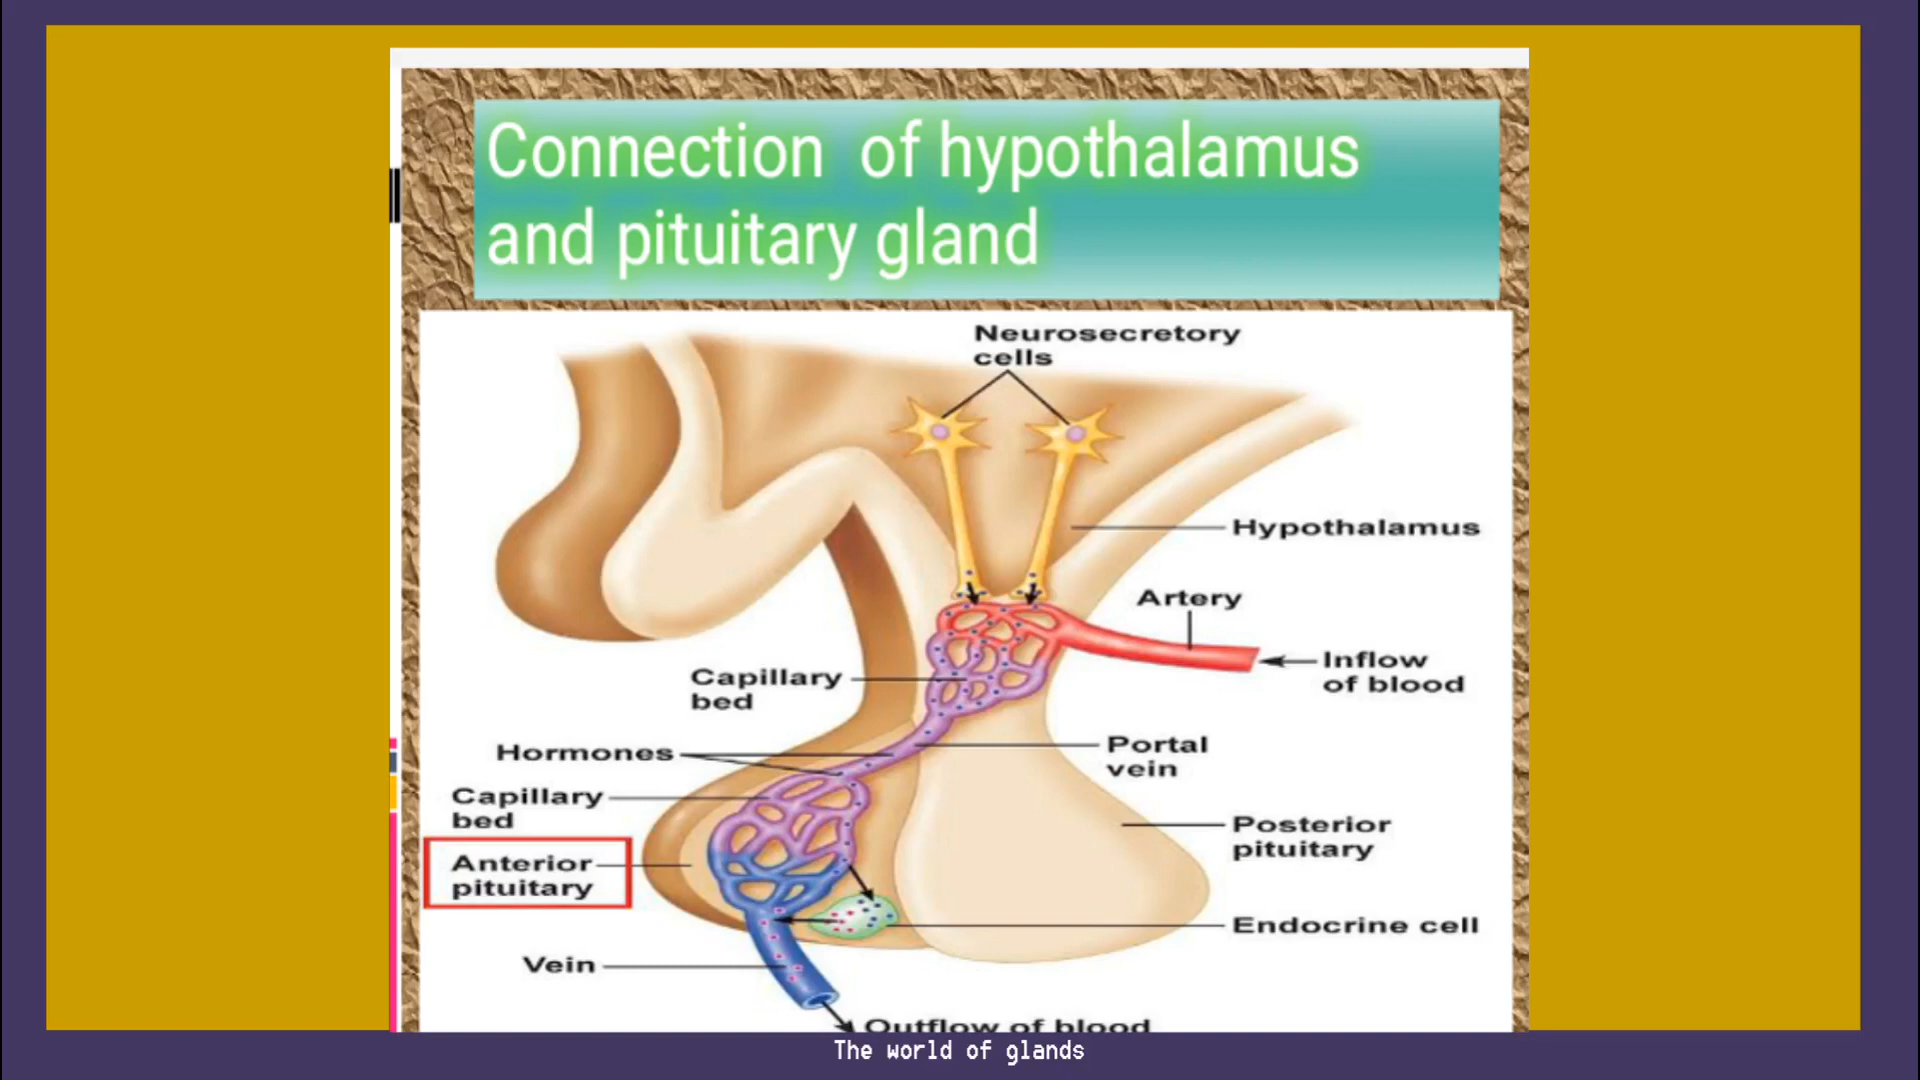 Connection of hypothalamus
and pituitary gland
Neurosecretory
cells
Hypothalamus
Artery
Inflow
of blood
Capillary
bed
Hormones
Portal
vein
Capillary
bed
Posterior
pituitary
Anterior
pituitary
Endocrine cell
Vein
Outflow of blood
The world of glands